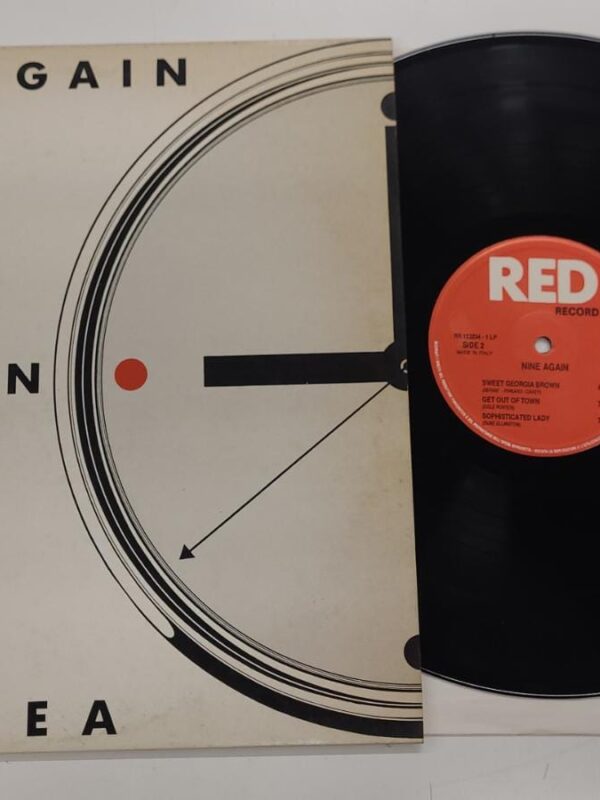 GAIN
N
EA
RED
RECORD
RR 123234 - 1 LP
SIDE 2
MADE IN ITALY
NINE AGAIN
SWEET GEORGIA BROWN
GET OUT OF TOWN
(COLE PORTER)
SOPHISTICATED LADY
(DUKE ELLINGTON)